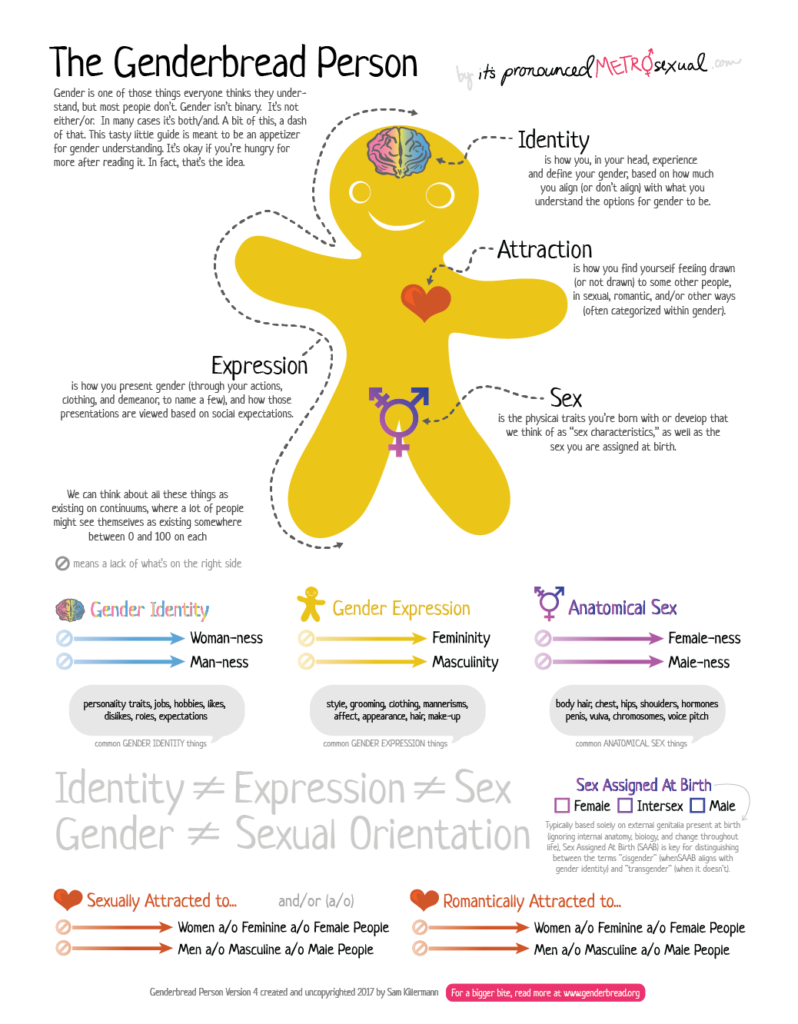 The Genderbread Person
by it's pronounced METROsexual.com
Gender is one of those things everyone thinks they under-
stand, but most people don't. Gender isn't binary. It's not
either/or. In many cases it's both/and. A bit of this, a dash
of that. This tasty little guide is meant to be an appetizer
for gender understanding. It's okay if you're hungry for
more after reading it. In fact, that's the idea.
Identity
is how you, in your head, experience
and define your gender, based on how much
you align (or don't align) with what you
understand the options for gender to be.
Attraction
is how you find yourself feeling drawn
(or not drawn) to some other people,
in sexual, romantic, and/or other ways
(often categorized within gender).
Expression
is how you present gender (through your actions,
clothing, and demeanor, to name a few), and how those
presentations are viewed based on social expectations.
Sex
is the physical traits you're born with or develop that
we think of as "sex characteristics," as well as the
sex you are assigned at birth.
We can think about all these things as
existing on continuums, where a lot of people
might see themselves as existing somewhere
between 0 and 100 on each
means a lack of what's on the right side
Gender Identity
Woman-ness
Man-ness
personality traits, jobs, hobbies, likes,
dislikes, roles, expectations
common GENDER IDENTITY things
Gender Expression
Femininity
Masculinity
style, grooming, clothing, mannerisms,
affect, appearance, hair, make-up
common GENDER EXPRESSION things
Anatomical Sex
Female-ness
Male-ness
body hair, chest, hips, shoulders, hormones
penis, vulva, chromosomes, voice pitch
common ANATOMICAL SEX things
Identity ≠ Expression ≠ Sex
Gender ≠ Sexual Orientation
Sex Assigned At Birth
Female Intersex Male
Typically based solely on external genitalia present at birth
(ignoring internal anatomy, biology, and change throughout
life), Sex Assigned At Birth (SAAB) is key for distinguishing
between the terms "cisgender" (whenSAAB aligns with
gender identity) and "transgender" (when it doesn't).
Sexually Attracted to... and/or (a/o)
Women a/o Feminine a/o Female People
Men a/o Masculine a/o Male People
Romantically Attracted to...
Women a/o Feminine a/o Female People
Men a/o Masculine a/o Male People
Genderbread Person Version 4 created and uncopyrighted 2017 by Sam Killermann
For a bigger bite, read more at www.genderbread.org